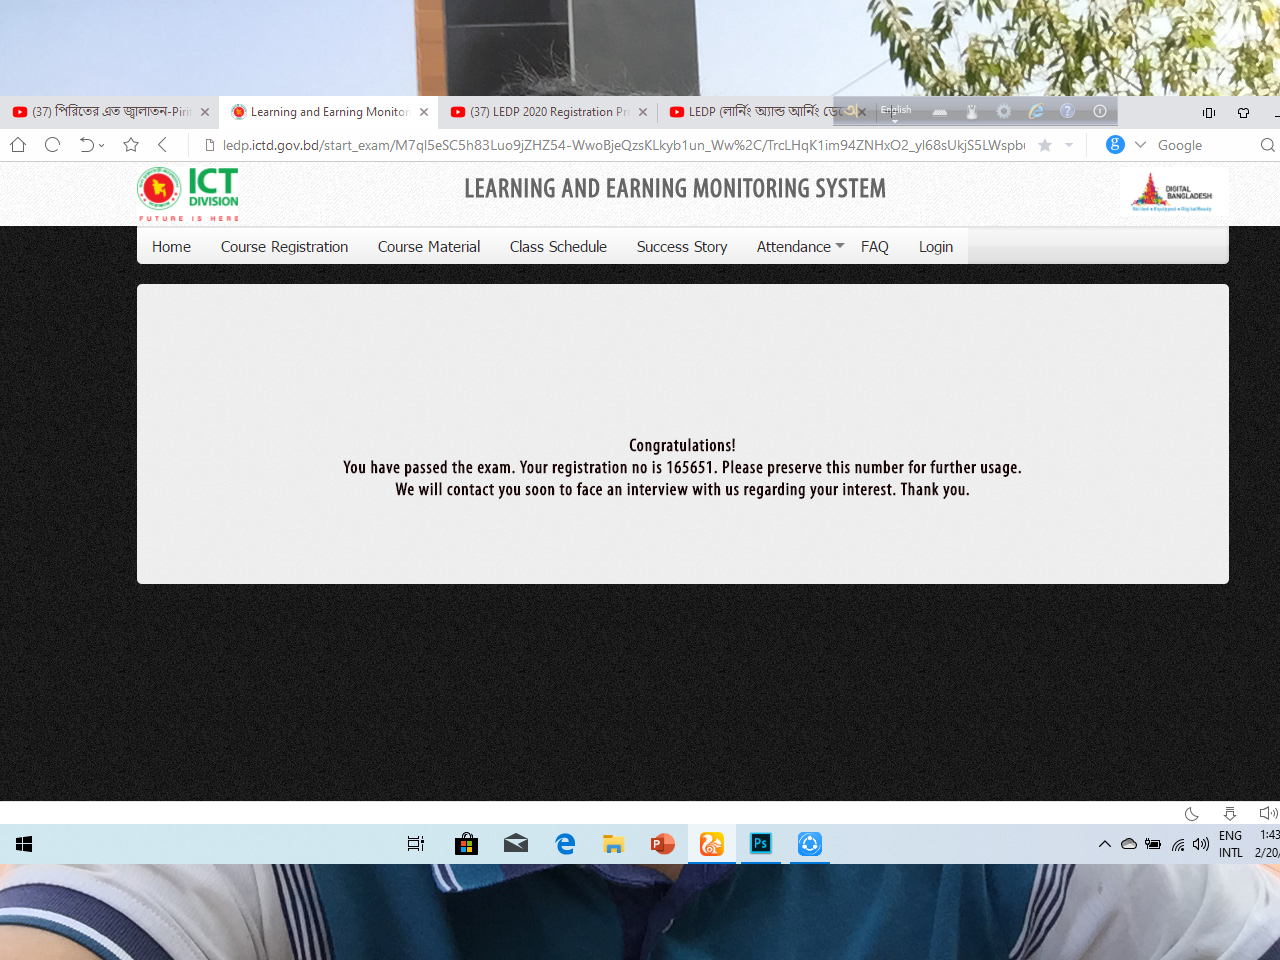 (37) পিরিতের এত জ্বালাতন-Piri
Learning and Earning Monitor
(37) LEDP 2020 Registration Pr
LEDP (লার্নিং অ্যান্ড আর্নিং ডে
English
ledp.ictd.gov.bd/start_exam/M7ql5eSC5h83Luo9jZHZ54-WwoBjeQzsKLkyb1un_Ww%2C/TrcLHqK1im94ZNHxO2_yl68sUkjS5LWspb
Google
ICT DIVISION
FUTURE IS HERE
LEARNING AND EARNING MONITORING SYSTEM
DIGITAL
BANGLADESH
Home Course Registration Course Material Class Schedule Success Story Attendance FAQ Login
Congratulations!
You have passed the exam. Your registration no is 165651. Please preserve this number for further usage.
We will contact you soon to face an interview with us regarding your interest. Thank you.
Ps
ENG
INTL
1:43
2/20/